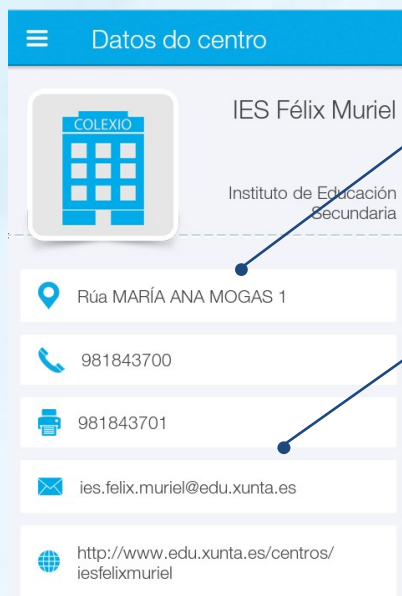 Datos do centro
COLEXIO
IES Félix Muriel
Instituto de Educación
Secundaria
Rúa MARÍA ANA MOGAS 1
981843700
981843701
ies.felix.muriel@edu.xunta.es
http://www.edu.xunta.es/centros/
iesfelixmuriel